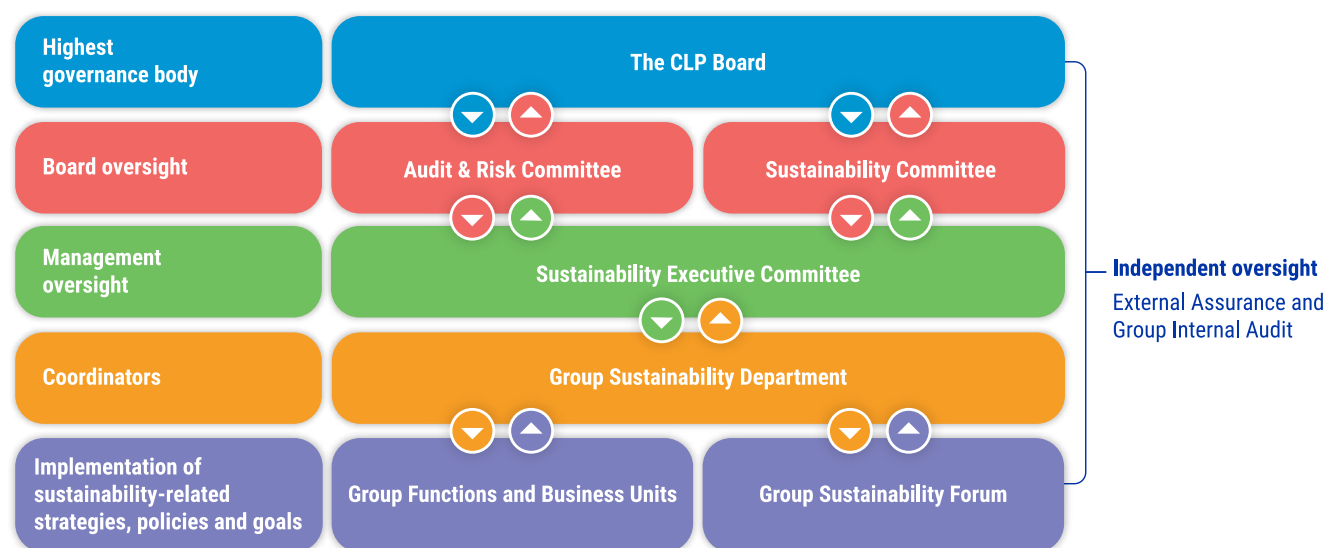 Highest
governance body
The CLP Board
Board oversight
Audit & Risk Committee
Sustainability Committee
Management
oversight
Sustainability Executive Committee
Independent oversight
External Assurance and
Group Internal Audit
Coordinators
Group Sustainability Department
Implementation of
sustainability-related
strategies, policies and goals
Group Functions and Business Units
Group Sustainability Forum